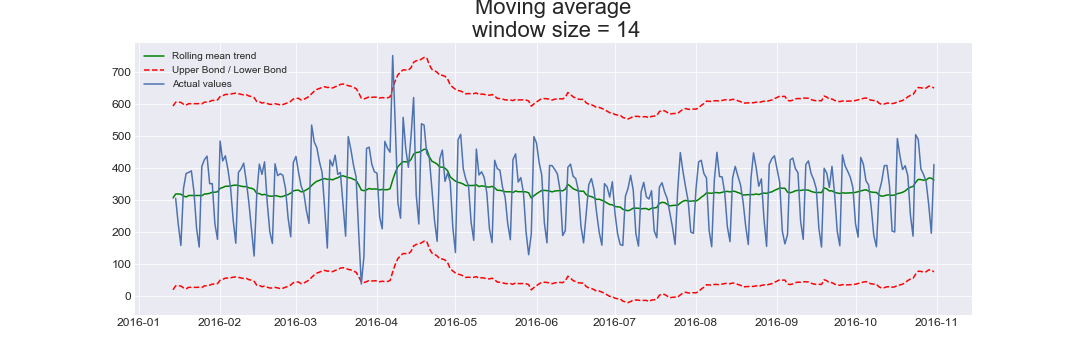 Moving average
window size = 14
Rolling mean trend
Upper Bond / Lower Bond
Actual values
700
600
500
400
300
200
100
0
2016-01 2016-02 2016-03 2016-04 2016-05 2016-06 2016-07 2016-08 2016-09 2016-10 2016-11